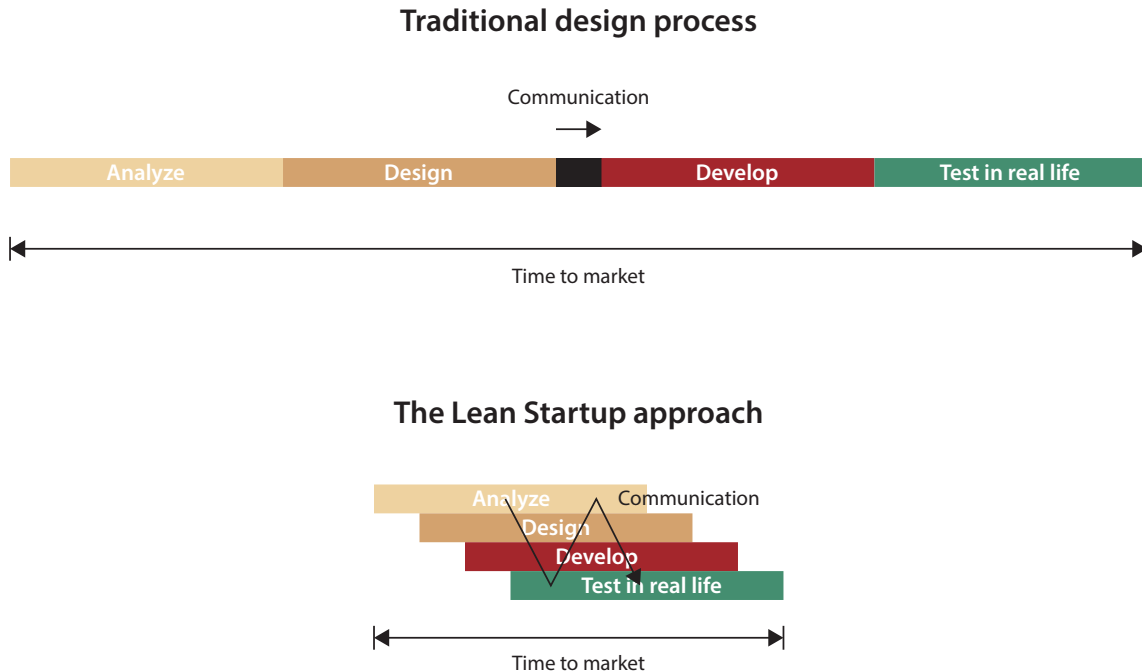 Traditional design process
Communication
Analyze Design Develop Test in real life
Time to market
The Lean Startup approach
Analyze Communication
Design
Develop
Test in real life
Time to market